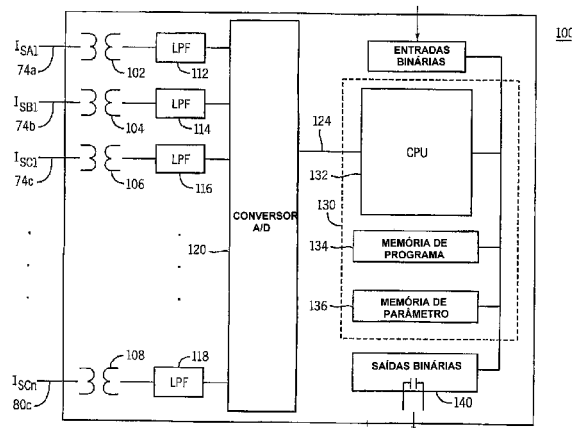 100
ENTRADAS
BINÁRIAS
I_SA1
74a
102
LPF
112
I_SB1
74b
104
LPF
114
I_SC1
74c
106
LPF
116
CONVERSOR
A/D
120
124
CPU
132
130
134
MEMÓRIA DE
PROGRAMA
136
MEMÓRIA DE
PARÂMETRO
I_SCn
80c
108
LPF
118
SAÍDAS BINÁRIAS
140